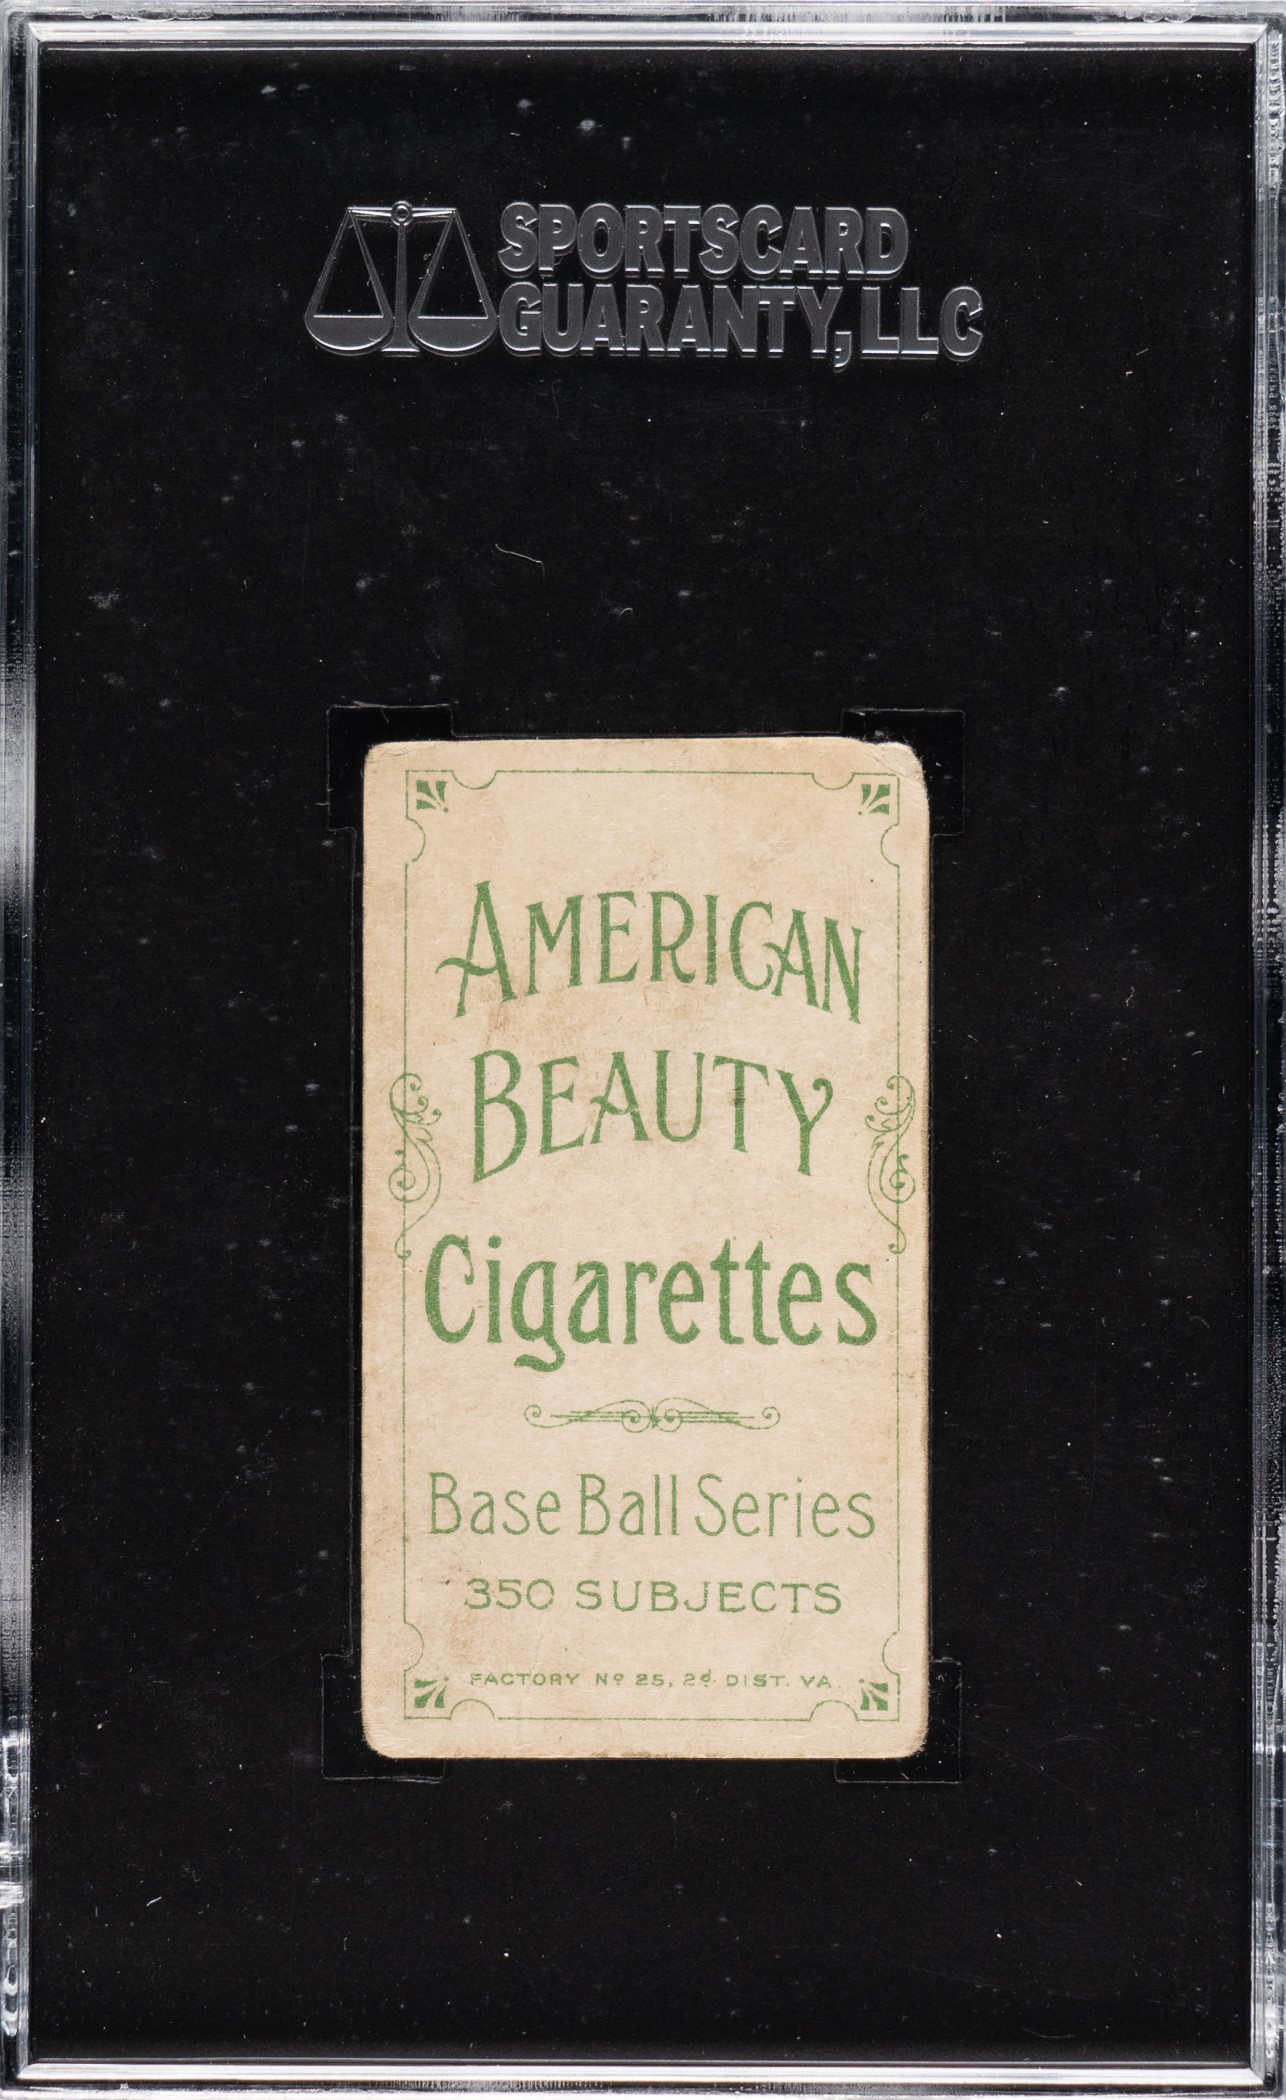 SPORTSCARD
GUARANTY, LLC
AMERICAN
BEAUTY
Cigarettes
Base Ball Series
350 SUBJECTS
FACTORY Nº 25, 2d DIST. VA.